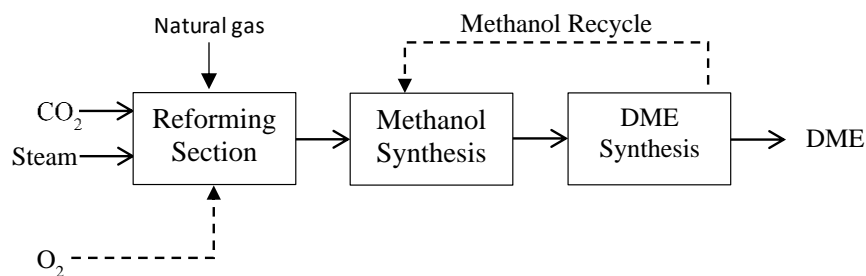 Natural gas
Methanol Recycle
CO2
Steam
Reforming
Section
Methanol
Synthesis
DME
Synthesis
DME
O2